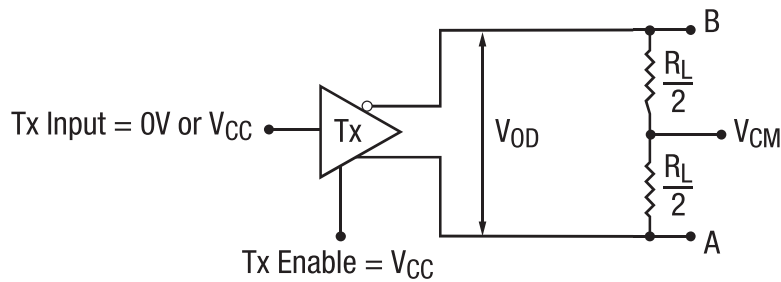 B
R_L
2
Tx Input = 0V or V_CC
Tx
V_OD
V_CM
R_L
2
A
Tx Enable = V_CC